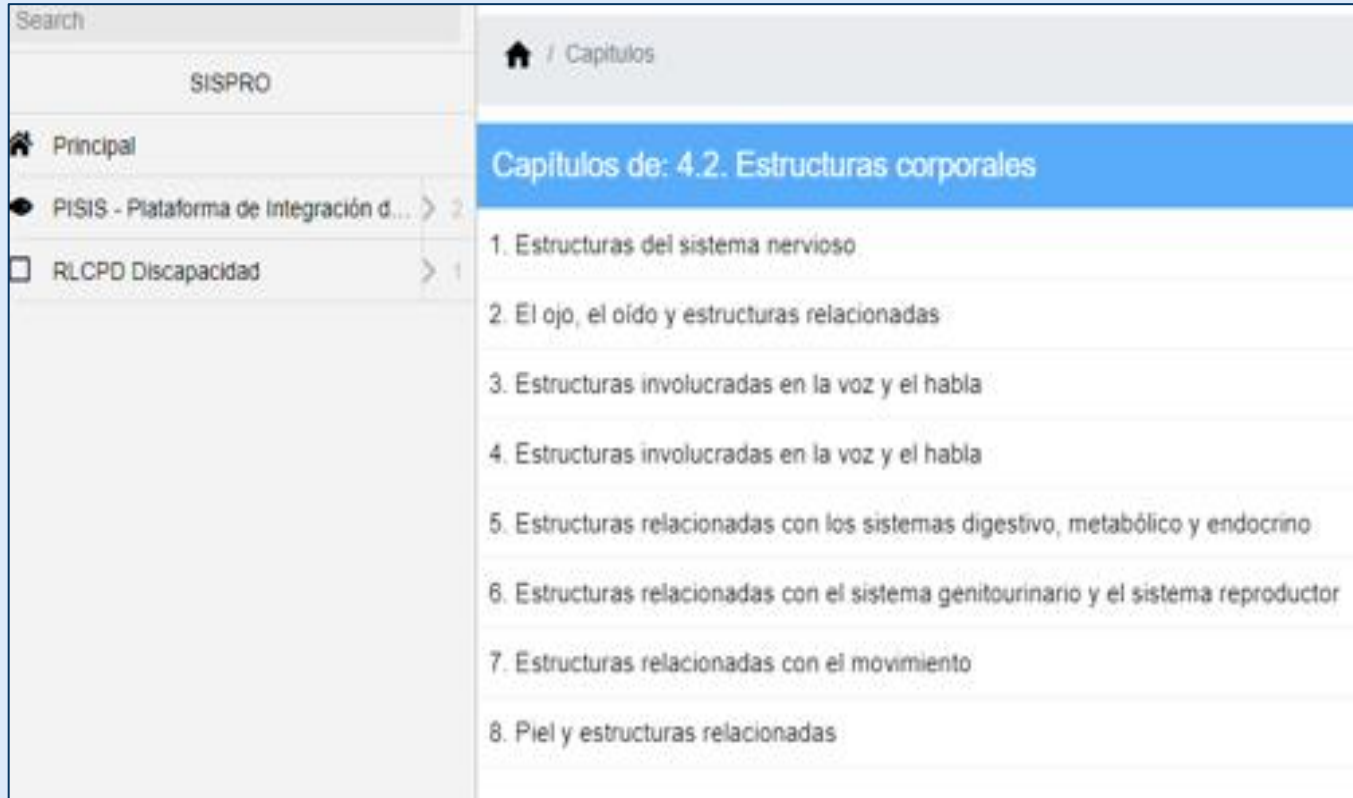 Search
SISPRO
Principal
PISIS - Plataforma de Integración d... 2
RLCPD Discapacidad 1
/ Capitulos
Capítulos de: 4.2. Estructuras corporales
1. Estructuras del sistema nervioso
2. El ojo, el oído y estructuras relacionadas
3. Estructuras involucradas en la voz y el habla
4. Estructuras involucradas en la voz y el habla
5. Estructuras relacionadas con los sistemas digestivo, metabólico y endocrino
6. Estructuras relacionadas con el sistema genitourinario y el sistema reproductor
7. Estructuras relacionadas con el movimiento
8. Piel y estructuras relacionadas